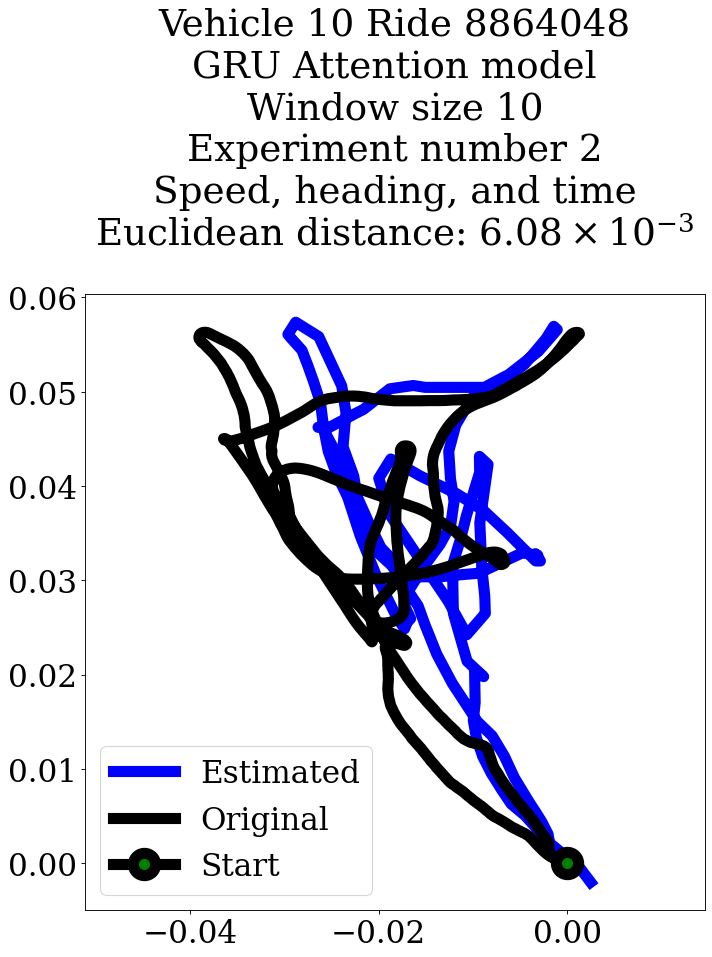 Vehicle 10 Ride 8864048
GRU Attention model
Window size 10
Experiment number 2
Speed, heading, and time
Euclidean distance: 6.08 × 10⁻³
0.06
0.05
0.04
0.03
0.02
0.01
0.00
Estimated
Original
Start
−0.04
−0.02
0.00